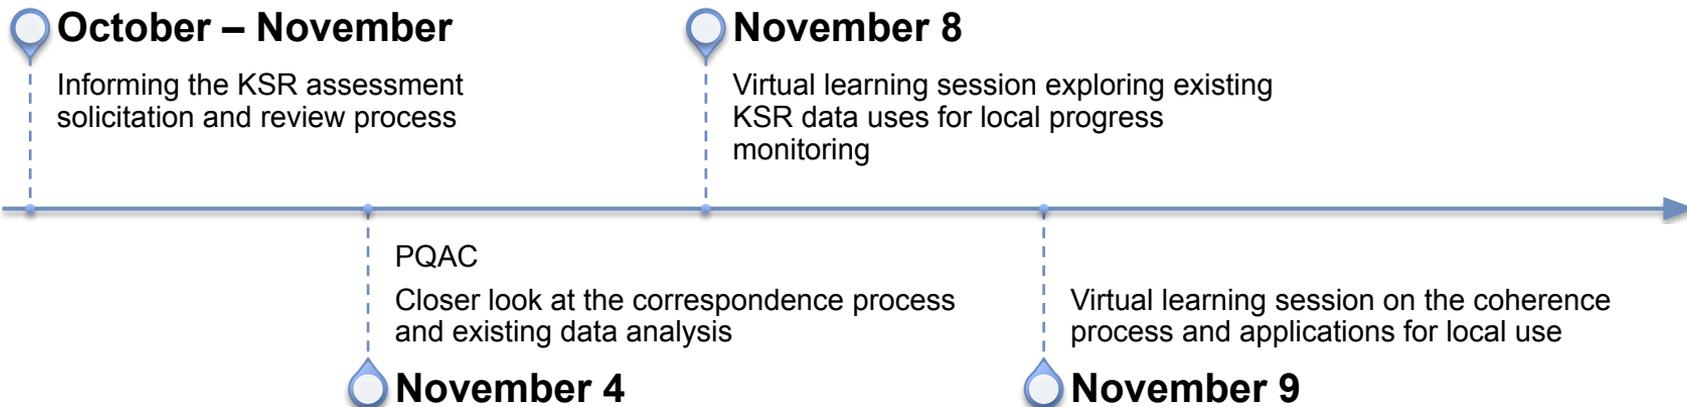 October – November
Informing the KSR assessment
solicitation and review process
November 8
Virtual learning session exploring existing
KSR data uses for local progress
monitoring
PQAC
Closer look at the correspondence process
and existing data analysis
November 4
Virtual learning session on the coherence
process and applications for local use
November 9